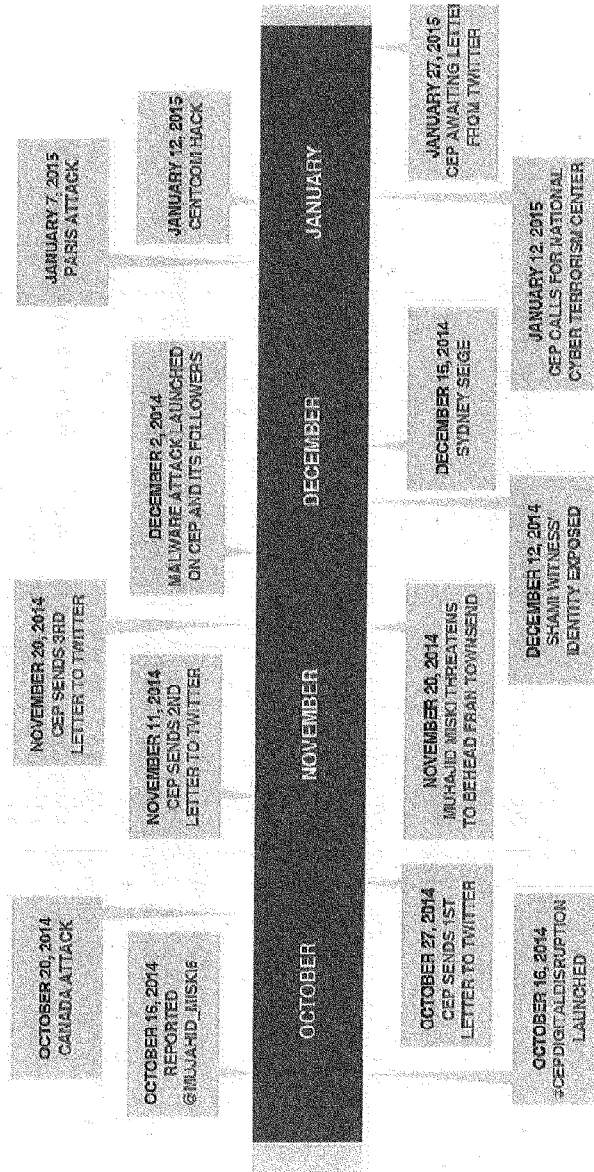 OCTOBER 20, 2014
CANADA ATTACK
NOVEMBER 20, 2014
CEP SENDS 3RD
LETTER TO TWITTER
JANUARY 7, 2015
PARIS ATTACK
OCTOBER 16, 2014
REPORTED
@MUJAHID_MISKI6
NOVEMBER 11, 2014
CEP SENDS 2ND
LETTER TO TWITTER
DECEMBER 2, 2014
MALWARE ATTACK LAUNCHED
ON CEP AND ITS FOLLOWERS
JANUARY 12, 2015
CENTCOM HACK
OCTOBER
NOVEMBER
DECEMBER
JANUARY
OCTOBER 27, 2014
CEP SENDS 1ST
LETTER TO TWITTER
NOVEMBER 20, 2014
MUHAJID MISKI THREATENS
TO BEHEAD FRAN TOWNSEND
DECEMBER 15, 2014
SYDNEY SEIGE
JANUARY 27, 2015
CEP AWAITING LETTER
FROM TWITTER
OCTOBER 16, 2014
#CEPDIGITALDISRUPTION
LAUNCHED
DECEMBER 12, 2014
SHAMI WITNESS'
IDENTITY EXPOSED
JANUARY 12, 2015
CEP CALLS FOR NATIONAL
CYBER TERRORISM CENTER